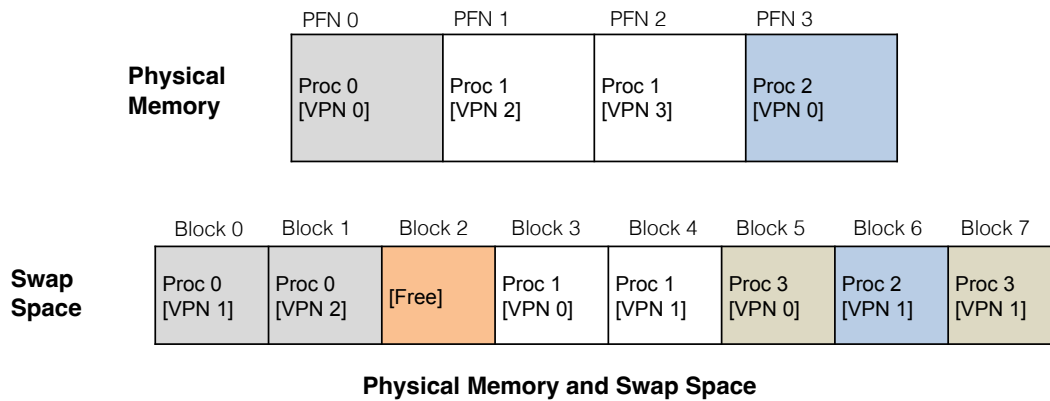 PFN 0 PFN 1 PFN 2 PFN 3
Physical
Memory
Proc 0
[VPN 0]
Proc 1
[VPN 2]
Proc 1
[VPN 3]
Proc 2
[VPN 0]
Block 0 Block 1 Block 2 Block 3 Block 4 Block 5 Block 6 Block 7
Swap
Space
Proc 0
[VPN 1]
Proc 0
[VPN 2]
[Free]
Proc 1
[VPN 0]
Proc 1
[VPN 1]
Proc 3
[VPN 0]
Proc 2
[VPN 1]
Proc 3
[VPN 1]
Physical Memory and Swap Space